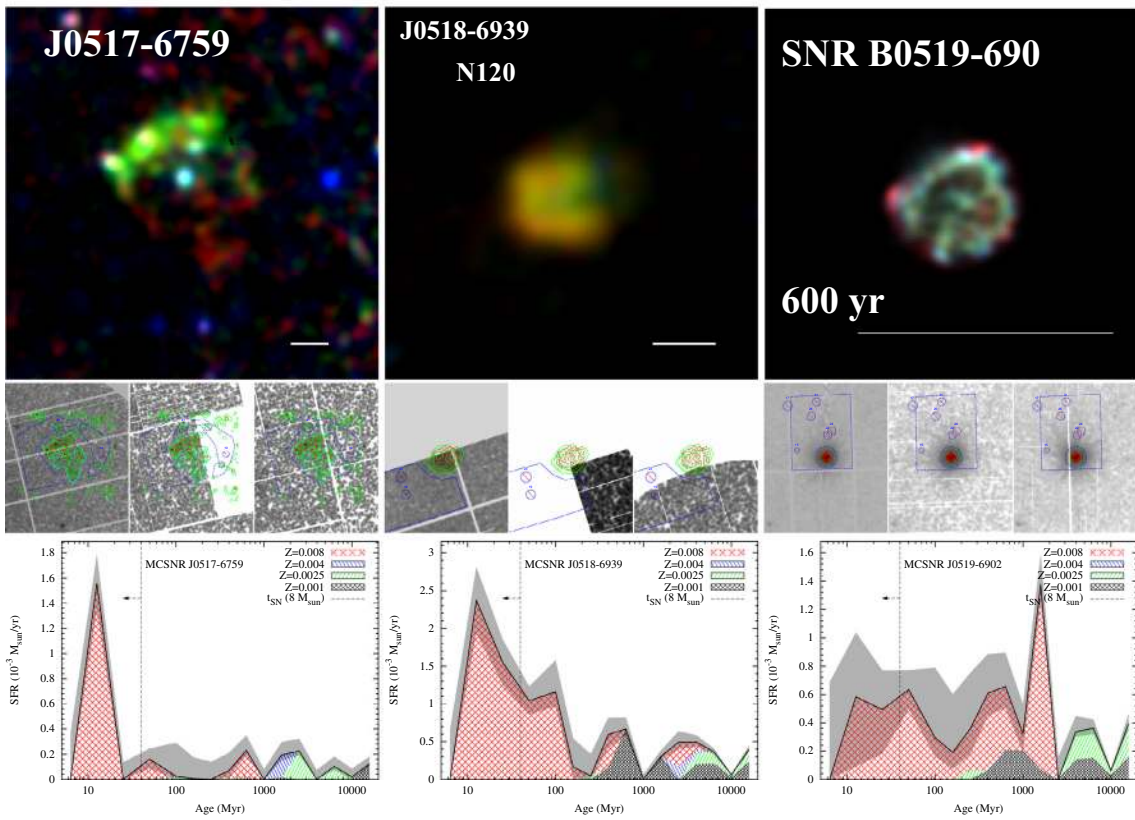 J0517-6759
J0518-6939
N120
SNR B0519-690
600 yr
MCSNR J0517-6759
Z=0.008
Z=0.004
Z=0.0025
Z=0.001
t_SN (8 M_sun)
SFR (10^-3 M_sun/yr)
1.8
1.6
1.4
1.2
1
0.8
0.6
0.4
0.2
0
10 100 1000 10000
Age (Myr)
MCSNR J0518-6939
Z=0.008
Z=0.004
Z=0.0025
Z=0.001
t_SN (8 M_sun)
SFR (10^-3 M_sun/yr)
3
2.5
2
1.5
1
0.5
0
10 100 1000 10000
Age (Myr)
MCSNR J0519-6902
Z=0.008
Z=0.004
Z=0.0025
Z=0.001
t_SN (8 M_sun)
SFR (10^-3 M_sun/yr)
1.6
1.4
1.2
1
0.8
0.6
0.4
0.2
0
10 100 1000 10000
Age (Myr)